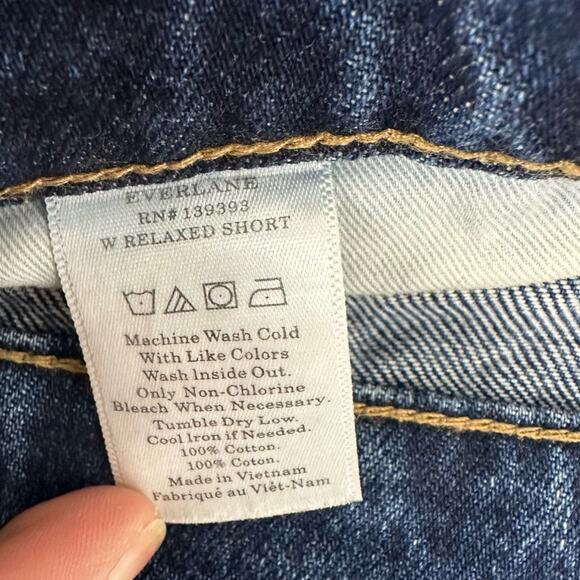 EVERLANE
RN# 139393
W RELAXED SHORT
Machine Wash Cold
With Like Colors
Wash Inside Out.
Only Non-Chlorine
Bleach When Necessary.
Tumble Dry Low.
Cool Iron if Needed.
100% Cotton.
100% Coton.
Made in Vietnam
Fabriqué au Viêt-Nam